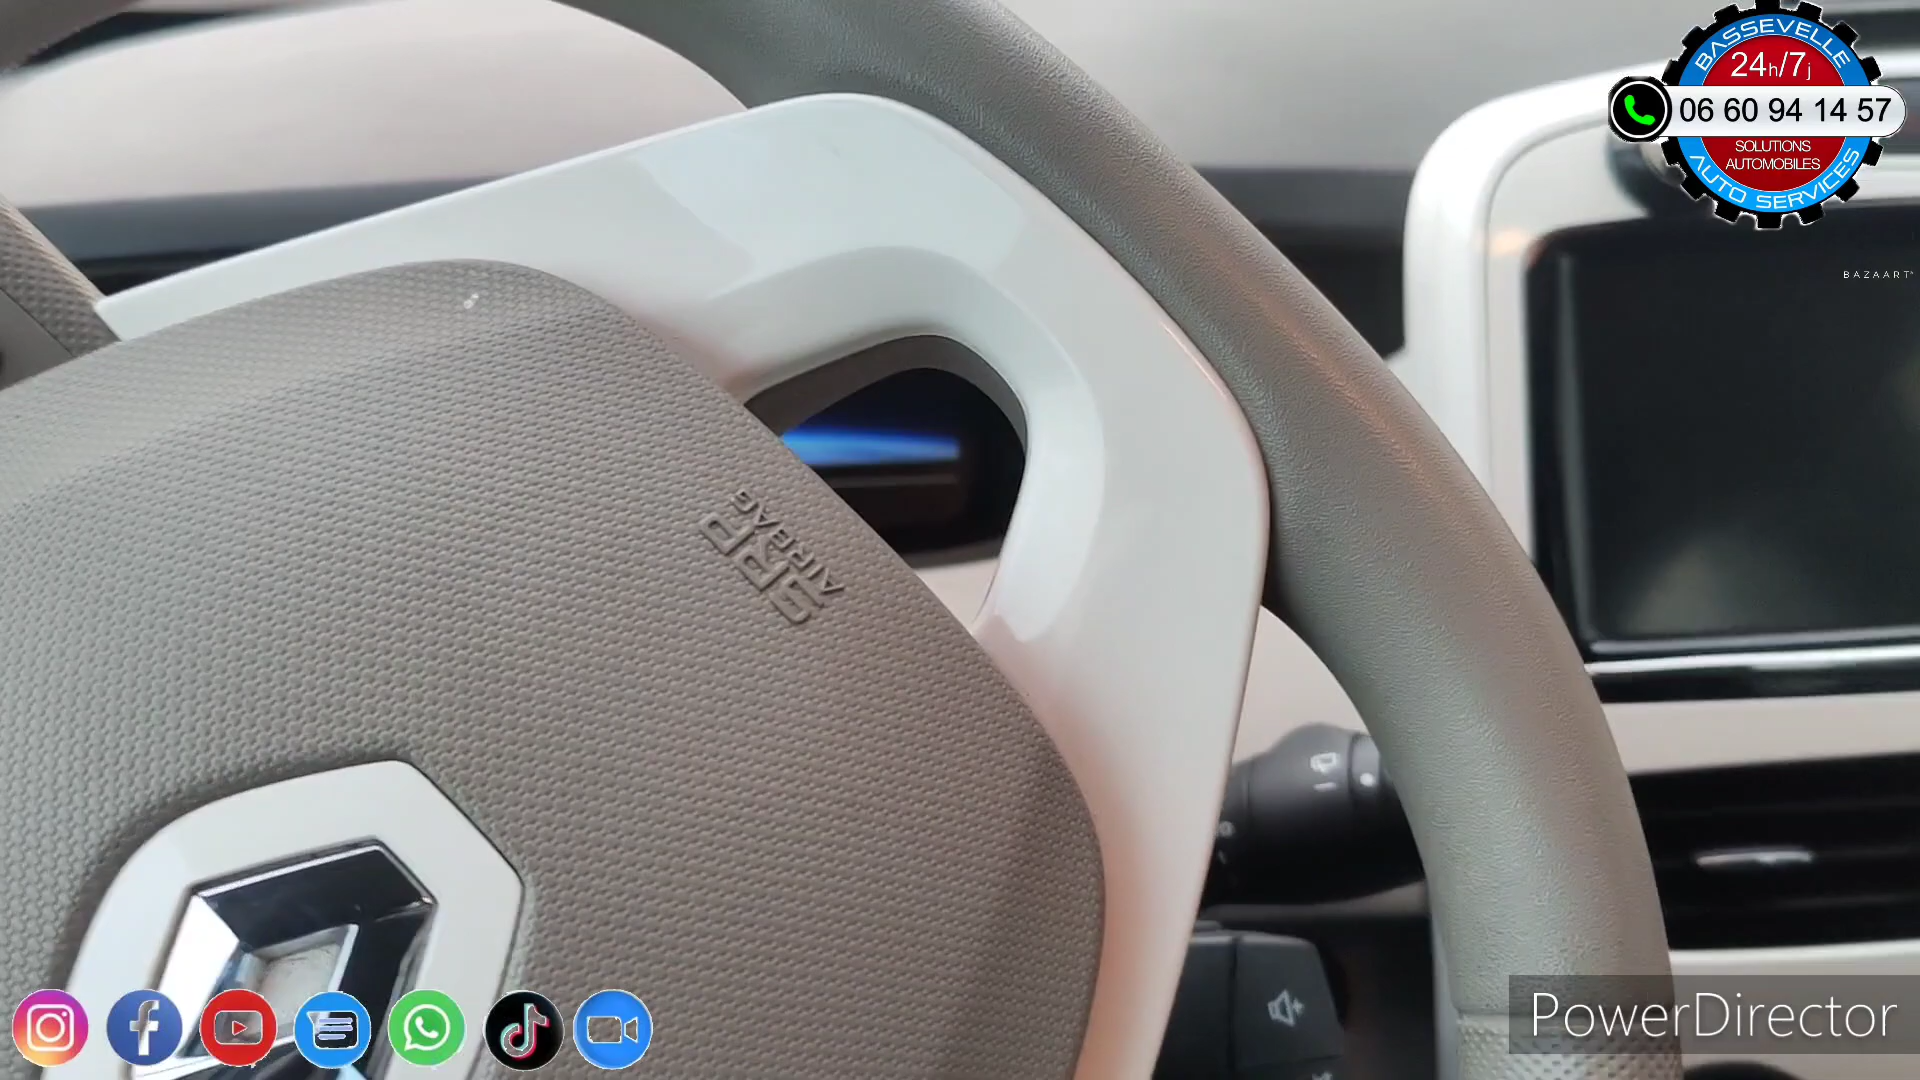 BASSEVELLE
24h/7j
06 60 94 14 57
SOLUTIONS
AUTOMOBILES
AUTO SERVICES
BAZAART
SRP
AIRBAG
PowerDirector